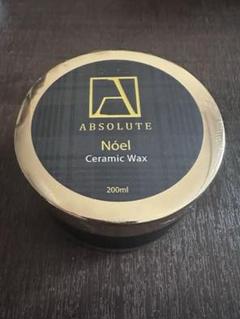 ABSOLUTE
Nóel
Ceramic Wax
200ml